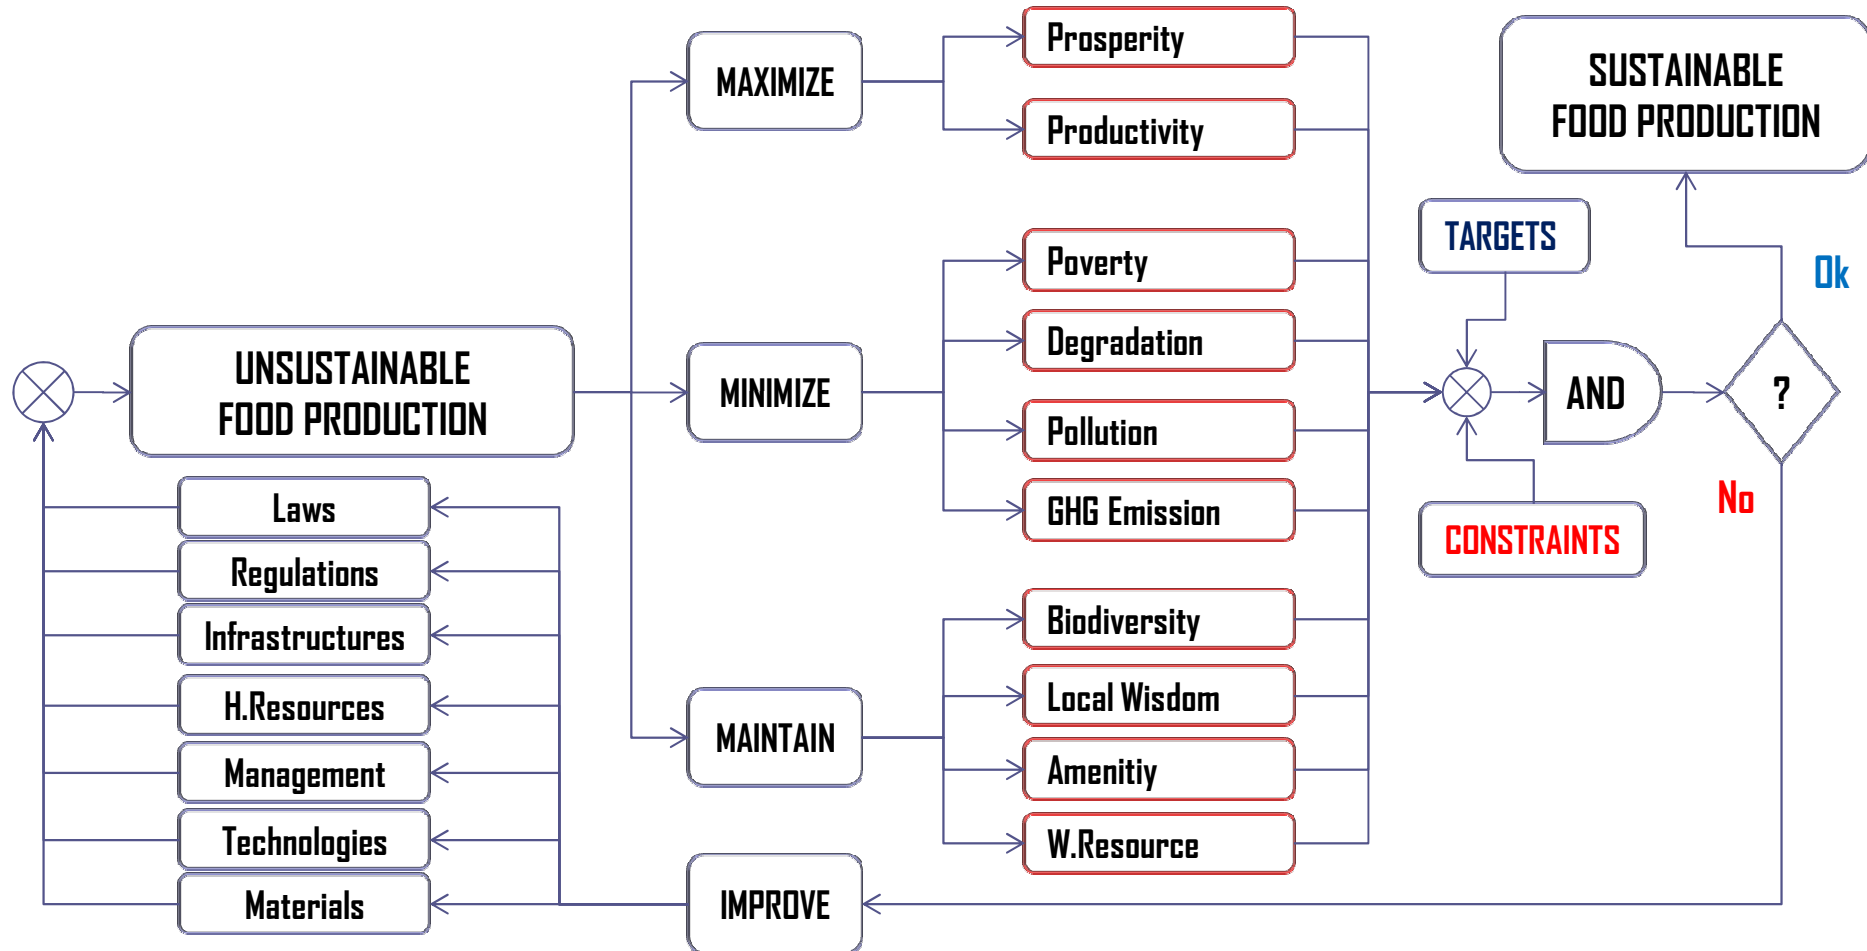 Prosperity
MAXIMIZE
Productivity
SUSTAINABLE
FOOD PRODUCTION
TARGETS
Ok
Poverty
Degradation
UNSUSTAINABLE
FOOD PRODUCTION
MINIMIZE
Pollution
GHG Emission
AND
?
No
CONSTRAINTS
Laws
Regulations
Infrastructures
H.Resources
Management
Technologies
Materials
Biodiversity
Local Wisdom
MAINTAIN
Amenitiy
W.Resource
IMPROVE